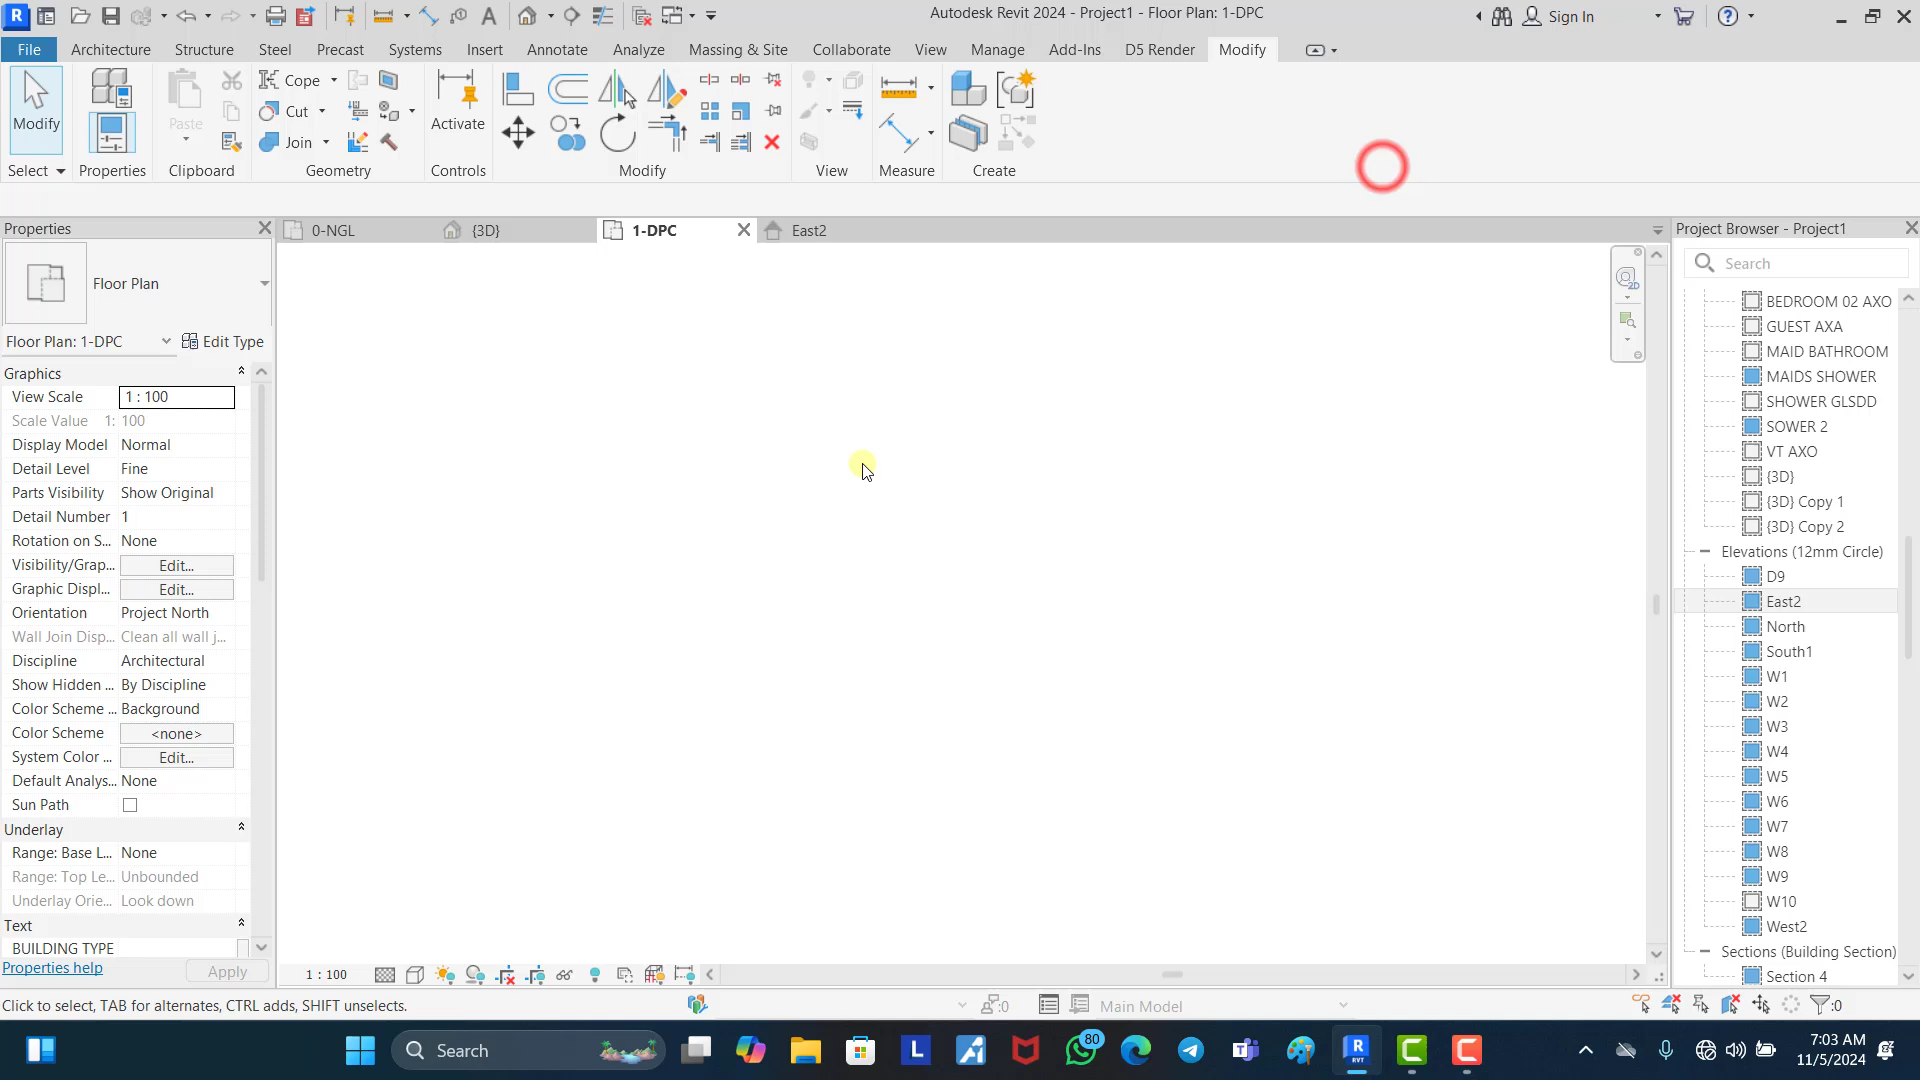 Autodesk Revit 2024 - Project1 - Floor Plan: 1-DPC
Sign In
File
Architecture
Structure
Steel
Precast
Systems
Insert
Annotate
Analyze
Massing & Site
Collaborate
View
Manage
Add-Ins
D5 Render
Modify
Modify
Paste
Cope
Cut
Join
Activate
Select
Properties
Clipboard
Geometry
Controls
Modify
View
Measure
Create
Properties
0-NGL
{3D}
1-DPC
East2
Project Browser - Project1
Search
Floor Plan
Floor Plan: 1-DPC
Edit Type
Graphics
View Scale 1 : 100
Scale Value 1: 100
Display Model Normal
Detail Level Fine
Parts Visibility Show Original
Detail Number 1
Rotation on S... None
Visibility/Grap... Edit...
Graphic Displ... Edit...
Orientation Project North
Wall Join Disp... Clean all wall j...
Discipline Architectural
Show Hidden ... By Discipline
Color Scheme ... Background
Color Scheme <none>
System Color ... Edit...
Default Analys... None
Sun Path
Underlay
Range: Base L... None
Range: Top Le... Unbounded
Underlay Orie... Look down
Text
BUILDING TYPE
Properties help
Apply
BEDROOM 02 AXO
GUEST AXA
MAID BATHROOM
MAIDS SHOWER
SHOWER GLSDD
SOWER 2
VT AXO
{3D}
{3D} Copy 1
{3D} Copy 2
Elevations (12mm Circle)
D9
East2
North
South1
W1
W2
W3
W4
W5
W6
W7
W8
W9
W10
West2
Sections (Building Section)
Section 4
2D
1 : 100
Click to select, TAB for alternates, CTRL adds, SHIFT unselects.
:0
Main Model
:0
Search
80
7:03 AM
11/5/2024